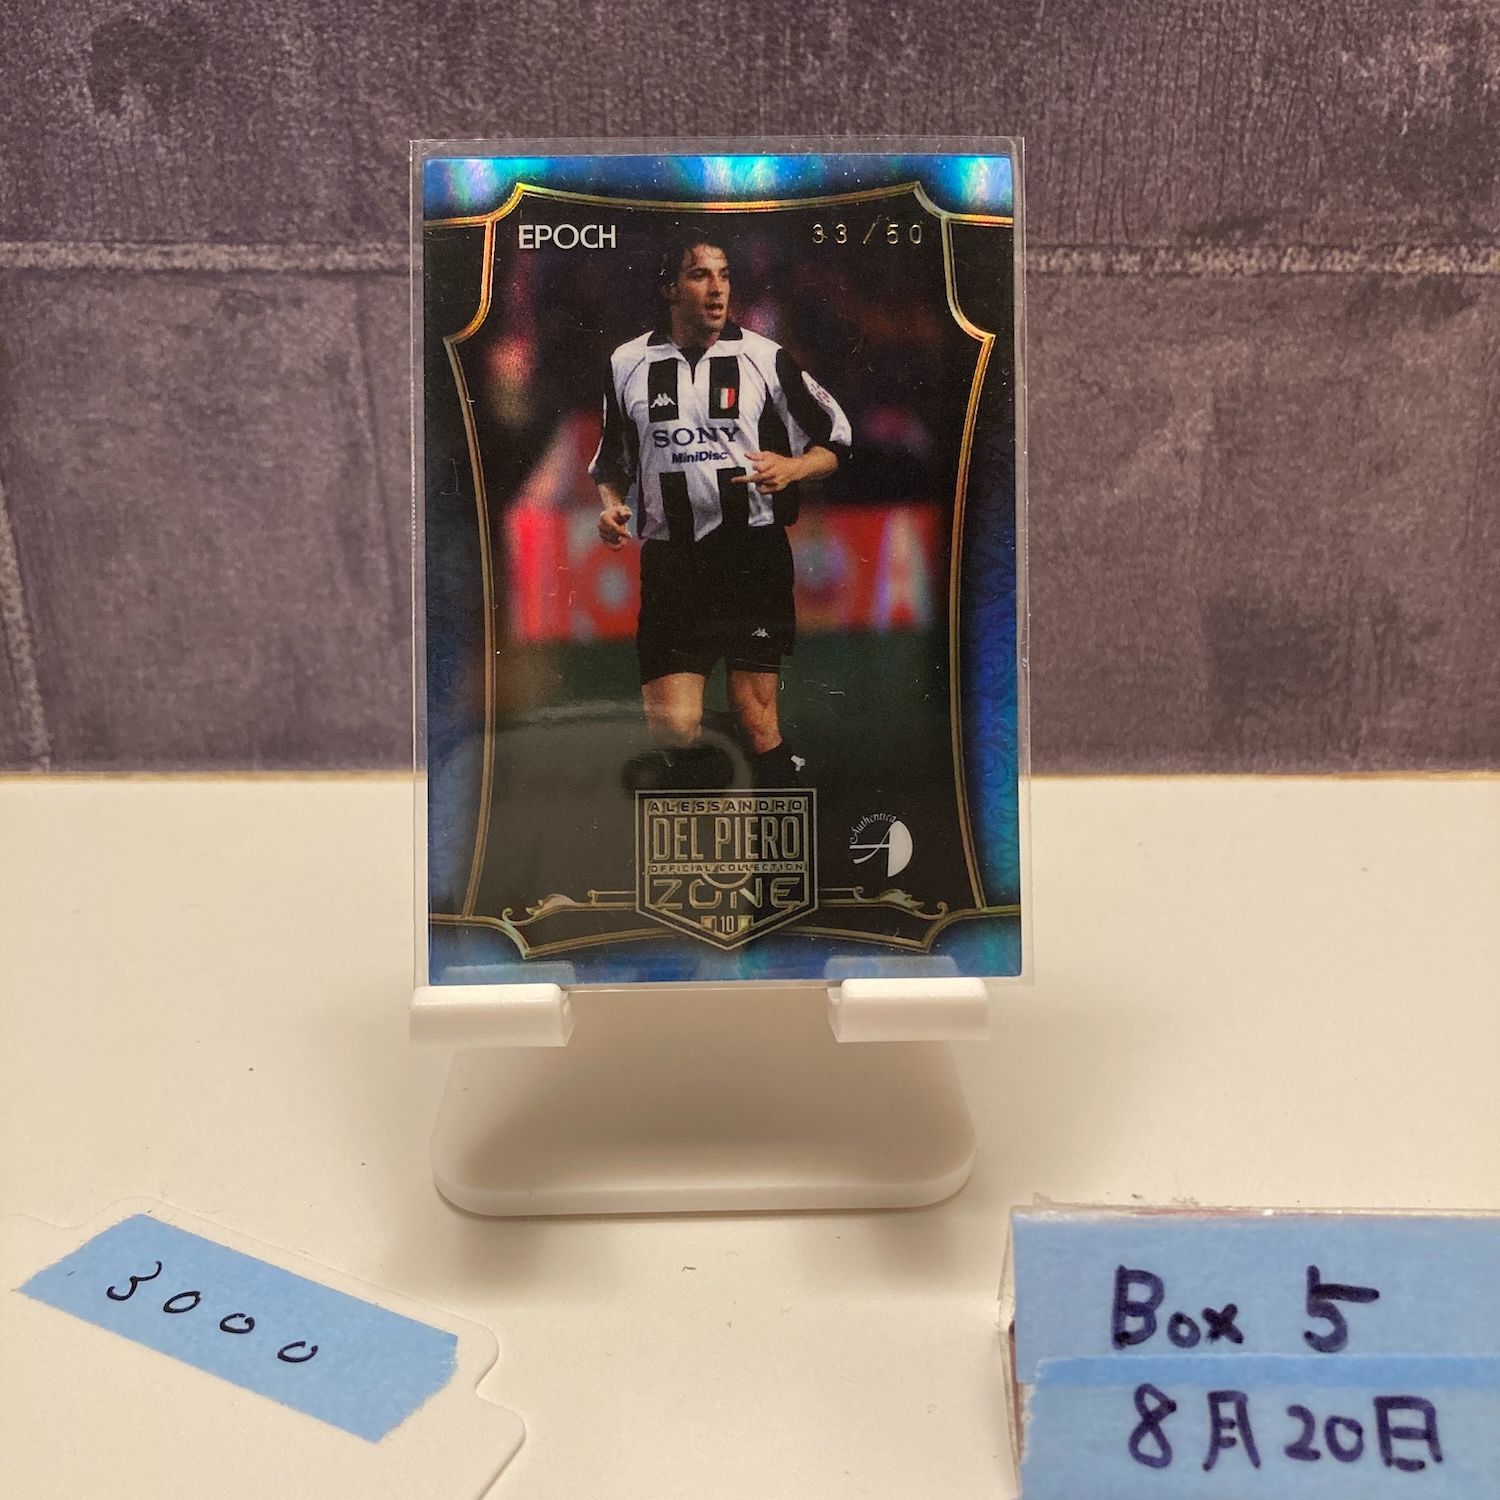 EPOCH
33/50
SONY
MiniDisc
ALESSANDRO
DEL PIERO
OFFICIAL COLLECTION
ZONE
10
Authentica
3000
Box 5
8月20日